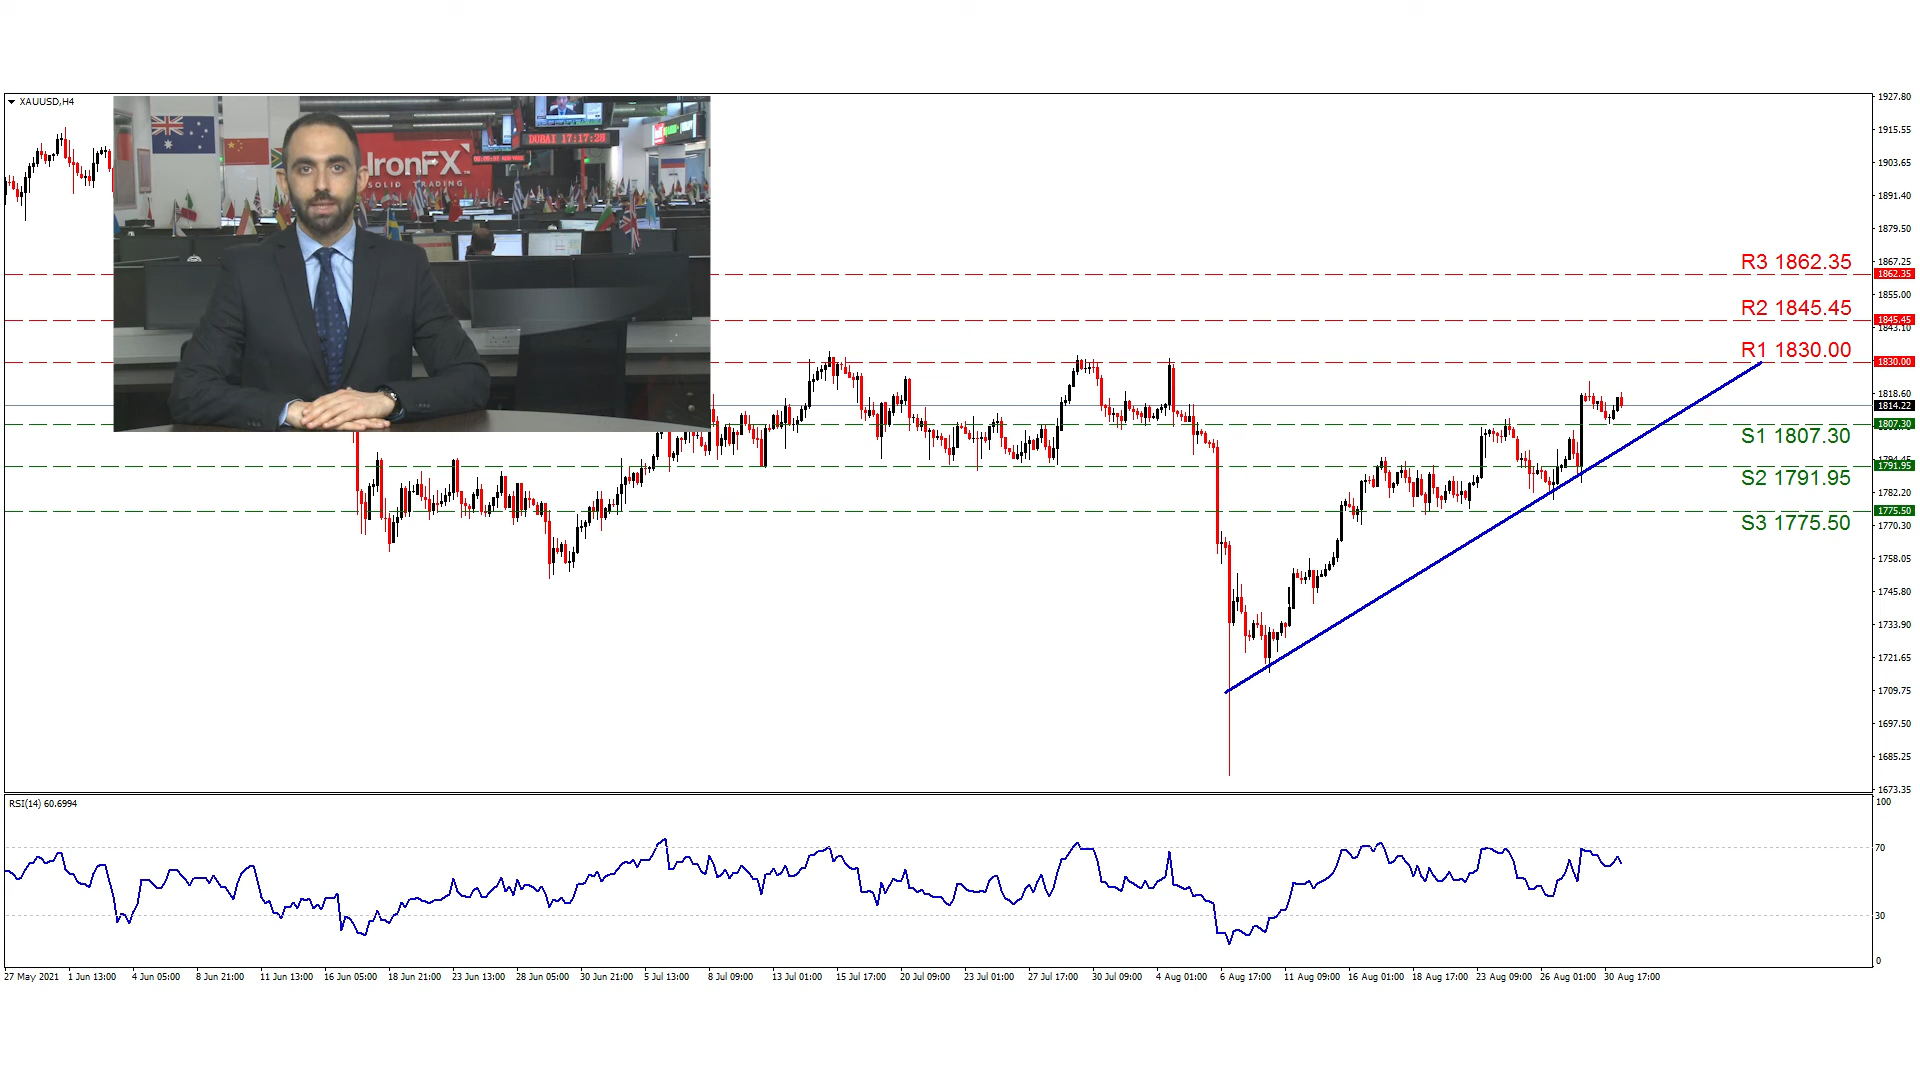 XAUUSD,H4
IronFX
SOLID TRADING
DUBAI 17:17:28
R3 1862.35
R2 1845.45
R1 1830.00
S1 1807.30
S2 1791.95
S3 1775.50
1927.80
1915.55
1903.65
1891.40
1879.50
1867.25
1862.35
1855.00
1845.45
1843.10
1830.00
1818.60
1814.22
1807.30
1794.45
1791.95
1782.20
1775.50
1770.30
1758.05
1745.80
1733.90
1721.65
1709.75
1697.50
1685.25
1673.35
RSI(14) 60.6994
100
70
30
0
27 May 2021 1 Jun 13:00 4 Jun 05:00 8 Jun 21:00 11 Jun 13:00 16 Jun 05:00 18 Jun 21:00 23 Jun 13:00 28 Jun 05:00 30 Jun 21:00 5 Jul 13:00 8 Jul 09:00 13 Jul 01:00 15 Jul 17:00 20 Jul 09:00 23 Jul 01:00 27 Jul 17:00 30 Jul 09:00 4 Aug 01:00 6 Aug 17:00 11 Aug 09:00 16 Aug 01:00 18 Aug 17:00 23 Aug 09:00 26 Aug 01:00 30 Aug 17:00